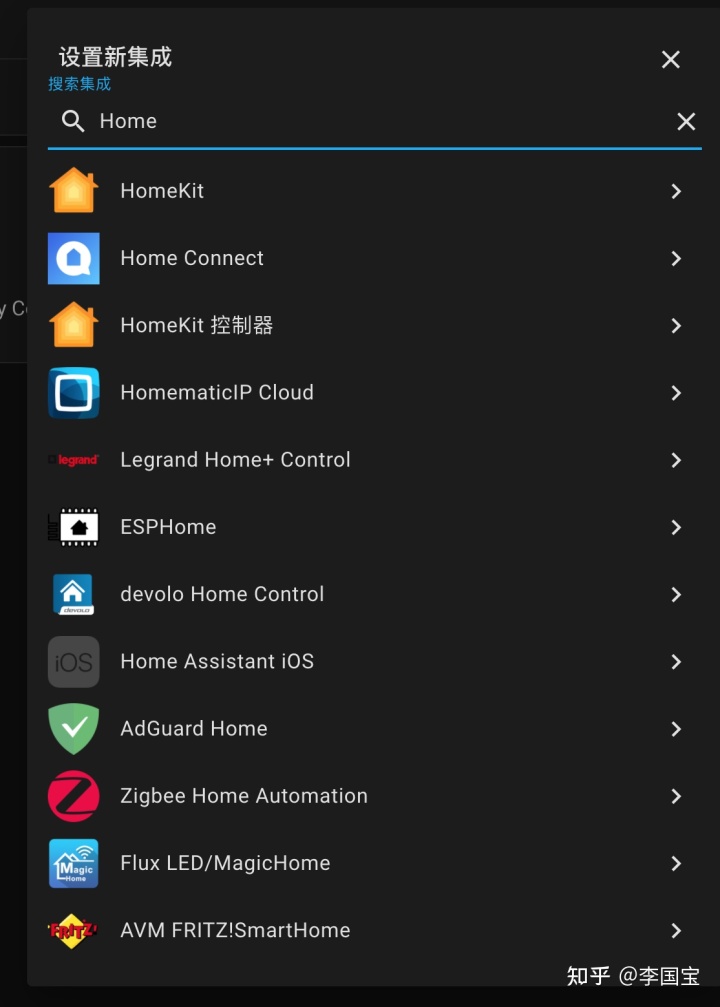 设置新集成
搜索集成
Home
HomeKit
Home Connect
y Co
HomeKit 控制器
HomematicIP Cloud
legrand
Legrand Home+ Control
ESPHome
devolo
devolo Home Control
iOS
Home Assistant iOS
AdGuard Home
Zigbee Home Automation
Magic
Home
Flux LED/MagicHome
FRITZ!
AVM FRITZ!SmartHome
知乎 @李国宝